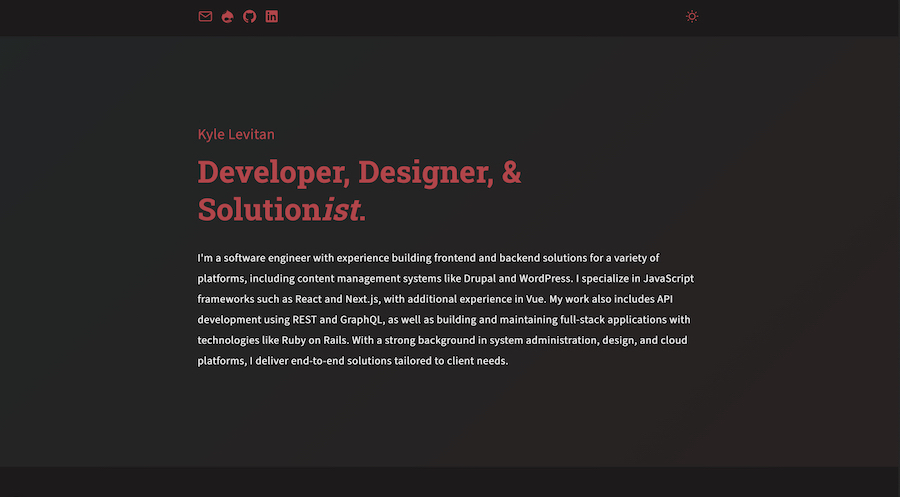 Kyle Levitan
Developer, Designer, &
Solutionist.
I'm a software engineer with experience building frontend and backend solutions for a variety of
platforms, including content management systems like Drupal and WordPress. I specialize in JavaScript
frameworks such as React and Next.js, with additional experience in Vue. My work also includes API
development using REST and GraphQL, as well as building and maintaining full-stack applications with
technologies like Ruby on Rails. With a strong background in system administration, design, and cloud
platforms, I deliver end-to-end solutions tailored to client needs.